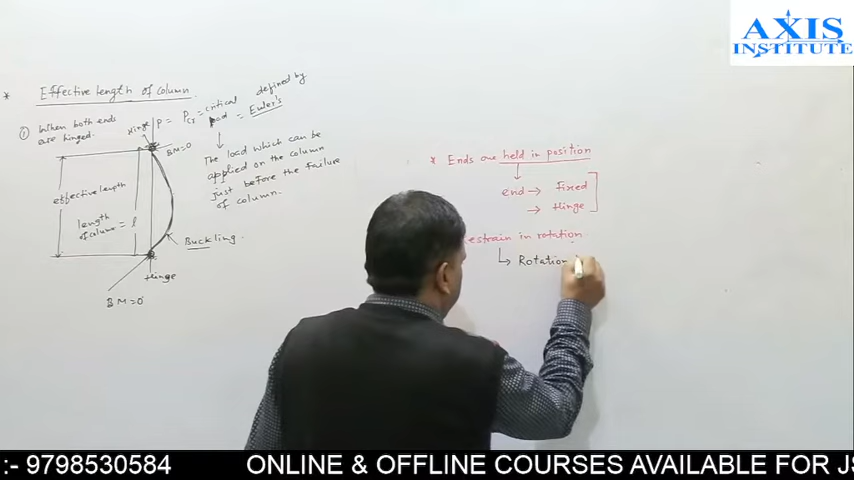 AXIS
INSTITUTE
* Effective length of column
① When both ends
are hinged.
Hinge
P = Pcr = critical load = defined by Euler's
BM=0
The load which can be
applied on the column
just before the failure
of column.
effective length
length
of column = l
Buckling.
Hinge
BM=0
* Ends are held in position
end → Fixed
→ Hinge
Restrain in rotation
Rotation
:- 9798530584 ONLINE & OFFLINE COURSES AVAILABLE FOR JS